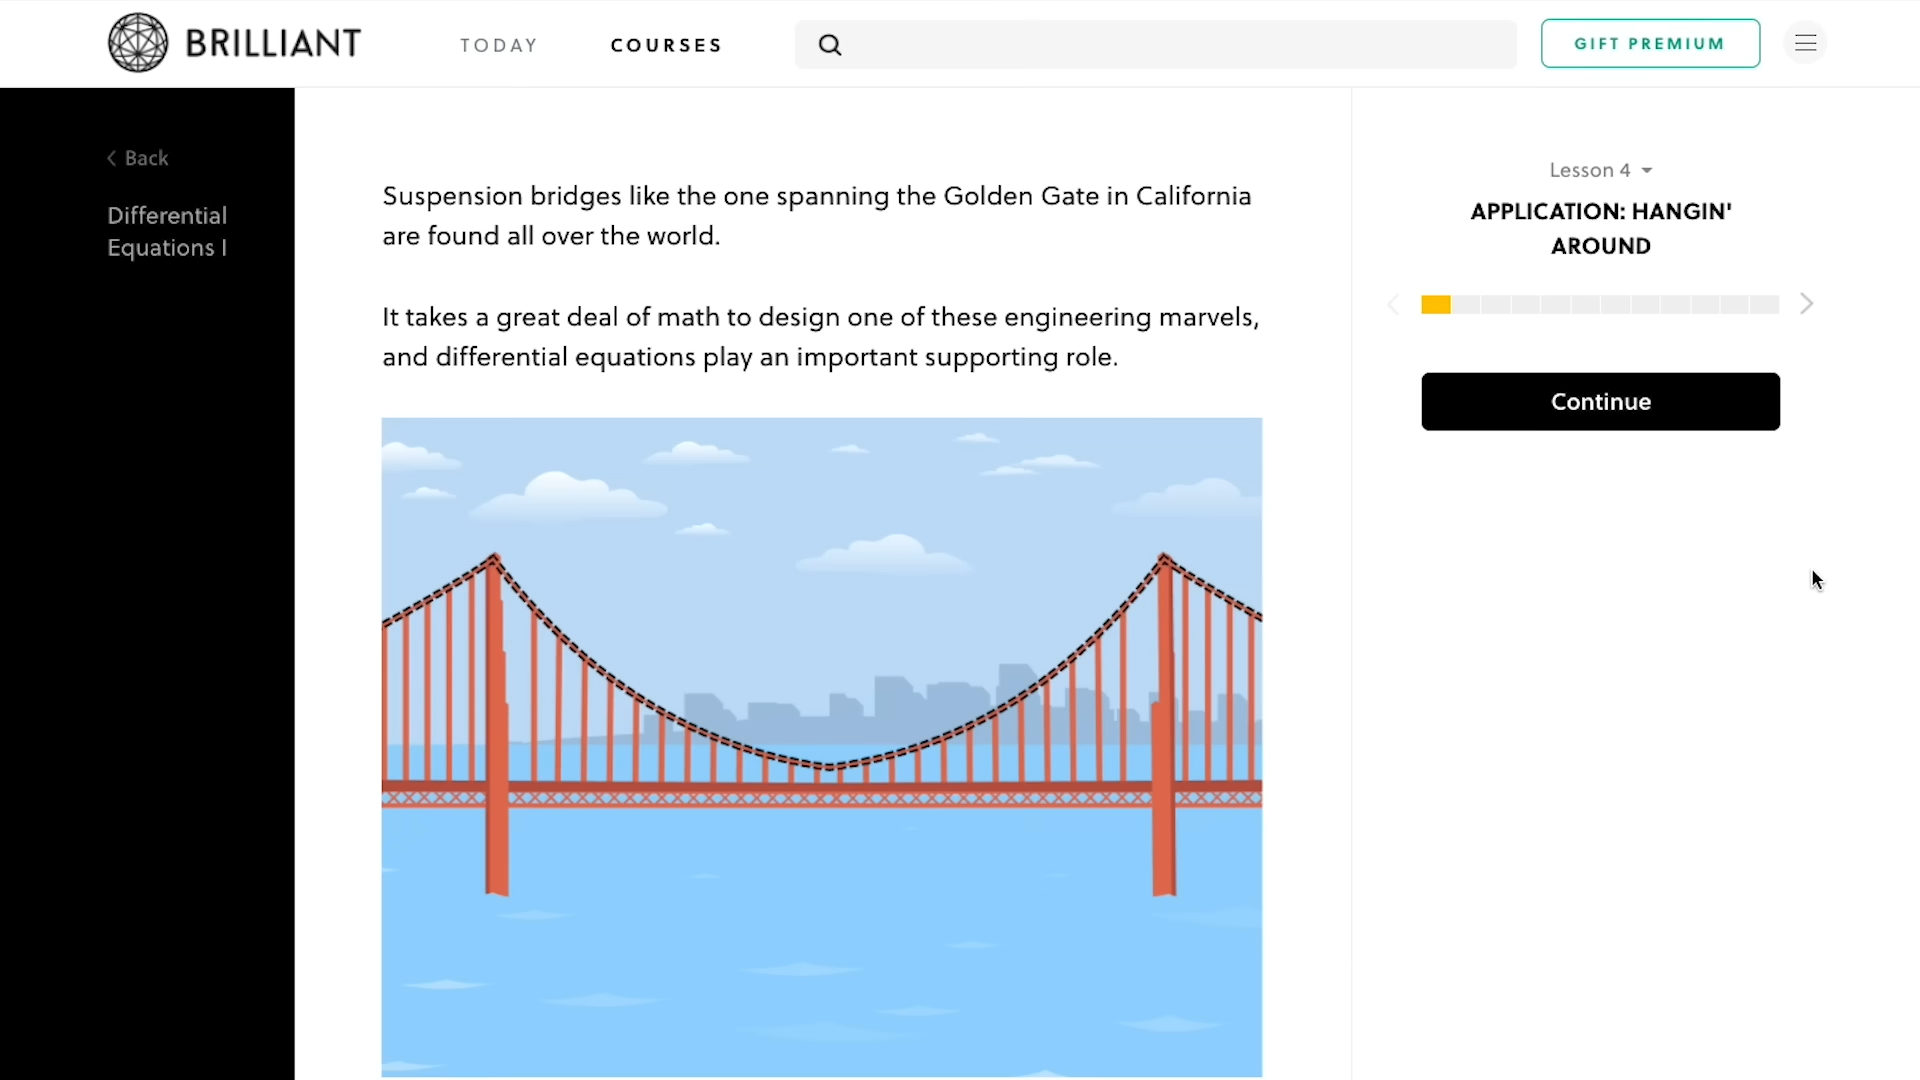 BRILLIANT
TODAY
COURSES
GIFT PREMIUM
Back
Differential
Equations I
Suspension bridges like the one spanning the Golden Gate in California
are found all over the world.
It takes a great deal of math to design one of these engineering marvels,
and differential equations play an important supporting role.
Lesson 4
APPLICATION: HANGIN'
AROUND
Continue